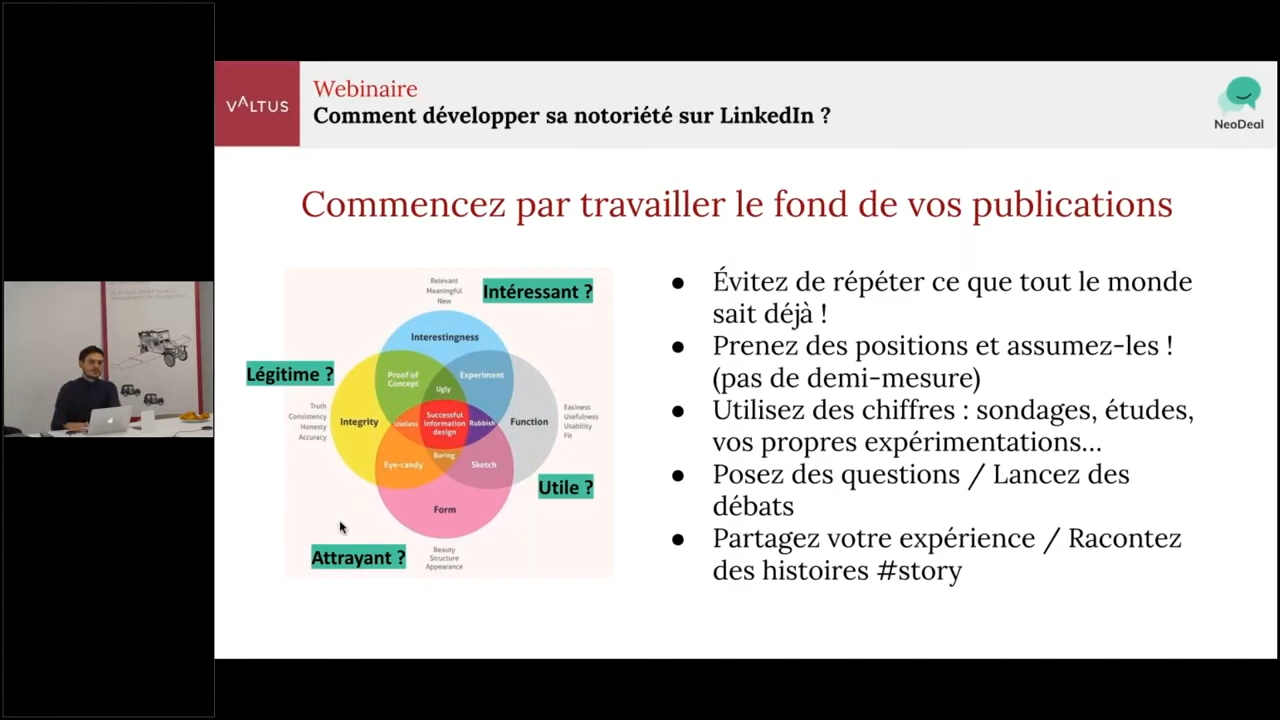 VALTUS
Webinaire
Comment développer sa notoriété sur LinkedIn ?
NeoDeal
Commencez par travailler le fond de vos publications
Relevant
Meaningful
New
Intéressant ?
Interestingness
Légitime ?
Proof of
Concept
Experiment
Ugly
Truth
Consistency
Honesty
Accuracy
Integrity
Useless
Successful
information
design
Rubbish
Function
Easiness
Usefulness
Usability
Fit
Boring
Eye-candy
Sketch
Utile ?
Form
Attrayant ?
Beauty
Structure
Appearance
● Évitez de répéter ce que tout le monde
sait déjà !
● Prenez des positions et assumez-les !
(pas de demi-mesure)
● Utilisez des chiffres : sondages, études,
vos propres expérimentations...
● Posez des questions / Lancez des
débats
● Partagez votre expérience / Racontez
des histoires #story